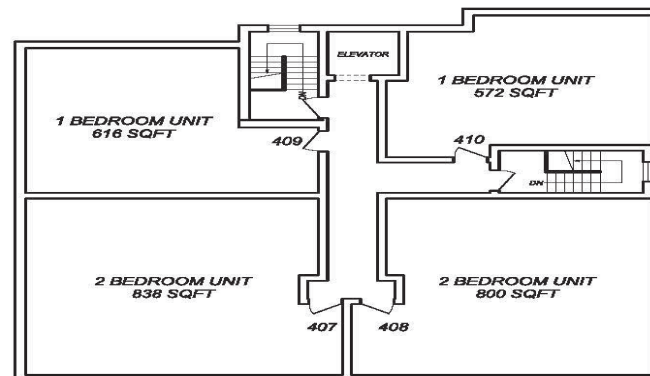 ELEVATOR
1 BEDROOM UNIT
572 SQFT
1 BEDROOM UNIT
616 SQFT
409
410
DN
2 BEDROOM UNIT
838 SQFT
2 BEDROOM UNIT
800 SQFT
407
408